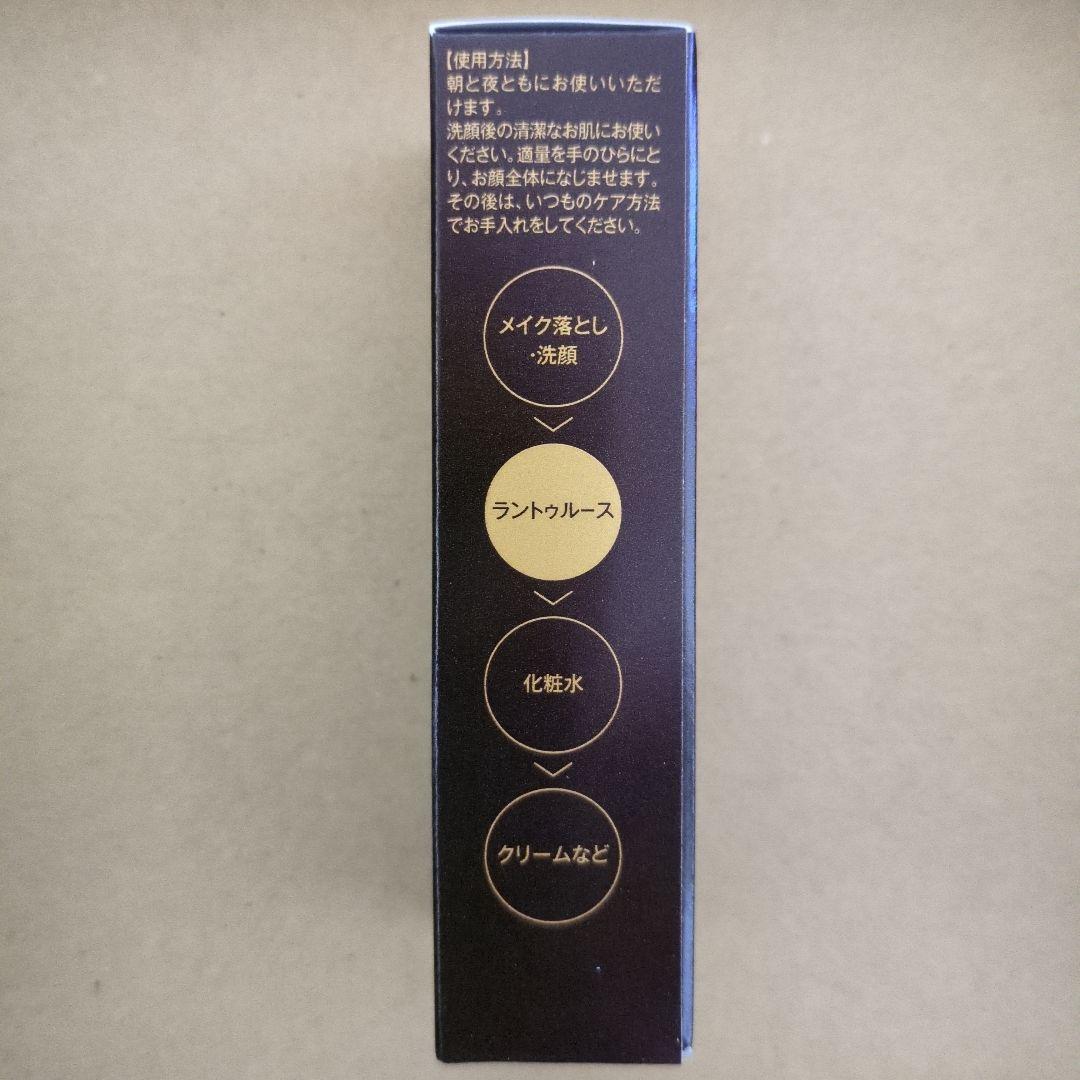 【使用方法】
朝と夜ともにお使いいただ
けます。
洗顔後の清潔なお肌にお使い
ください。適量を手のひらにと
り、お顔全体になじませます。
その後は、いつものケア方法
でお手入れをしてください。
メイク落とし
・洗顔
ラントゥルース
化粧水
クリームなど